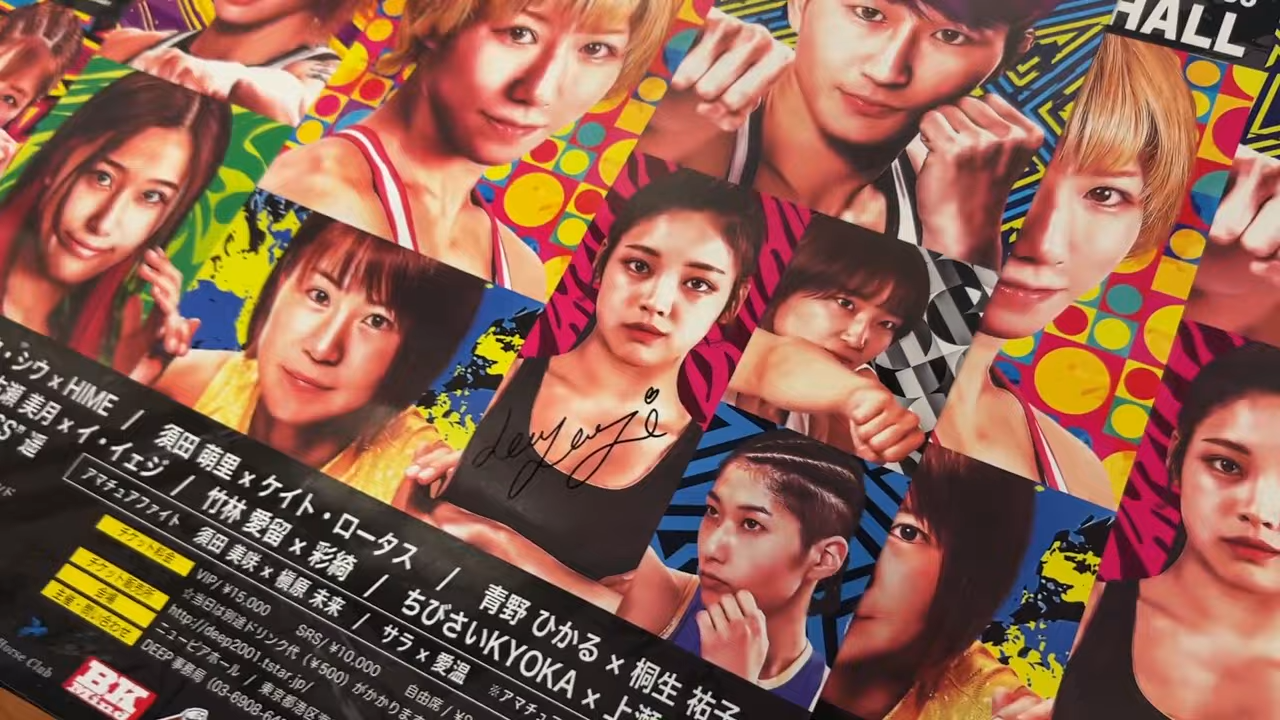 HALL
シウ x HIME / 須田 萌里 x ケイト・ロータス / 青野 ひかる x 桐生 祐子
瀬 美月 x イ・イェジ / 竹林 愛留 x 彩綺 / ちびさいKYOKA x 上瀬
遥
アマチュアファイト 須田 美咲 x 槇原 未来 / サラ x 愛温 ※アマチュ
チケット料金 VIP/ ¥15,000 SRS/ ¥10,000 自由席/
☆当日は別途ドリンク代（¥500）がかかります
チケット販売所 http://deep2001.tstar.jp/
会場 ニューピアホール / 東京都港区
主催・問い合わせ DEEP事務局（03-6908-64
Horse Club
BK